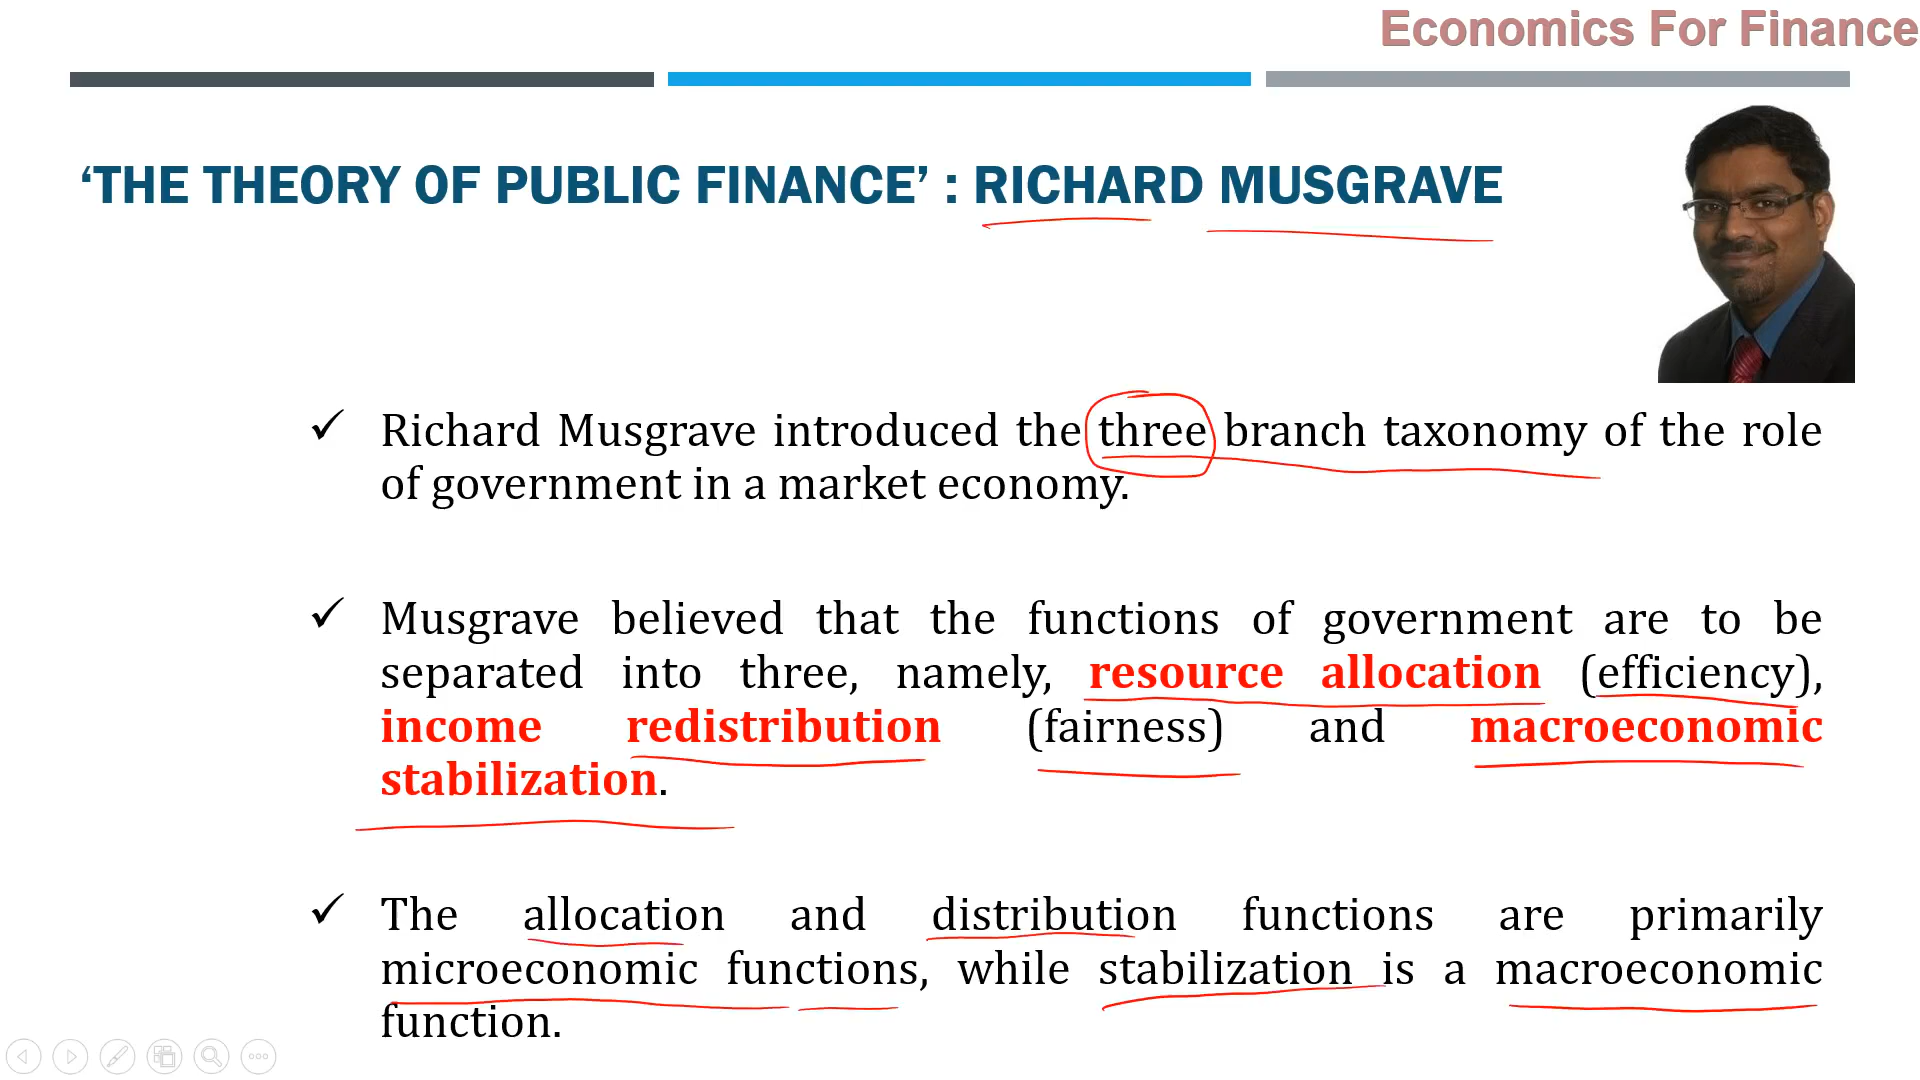 Economics For Finance
‘THE THEORY OF PUBLIC FINANCE’ : RICHARD MUSGRAVE
✓ Richard Musgrave introduced the three branch taxonomy of the role
of government in a market economy.
✓ Musgrave believed that the functions of government are to be
separated into three, namely, resource allocation (efficiency),
income redistribution (fairness) and macroeconomic
stabilization.
✓ The allocation and distribution functions are primarily
microeconomic functions, while stabilization is a macroeconomic
function.